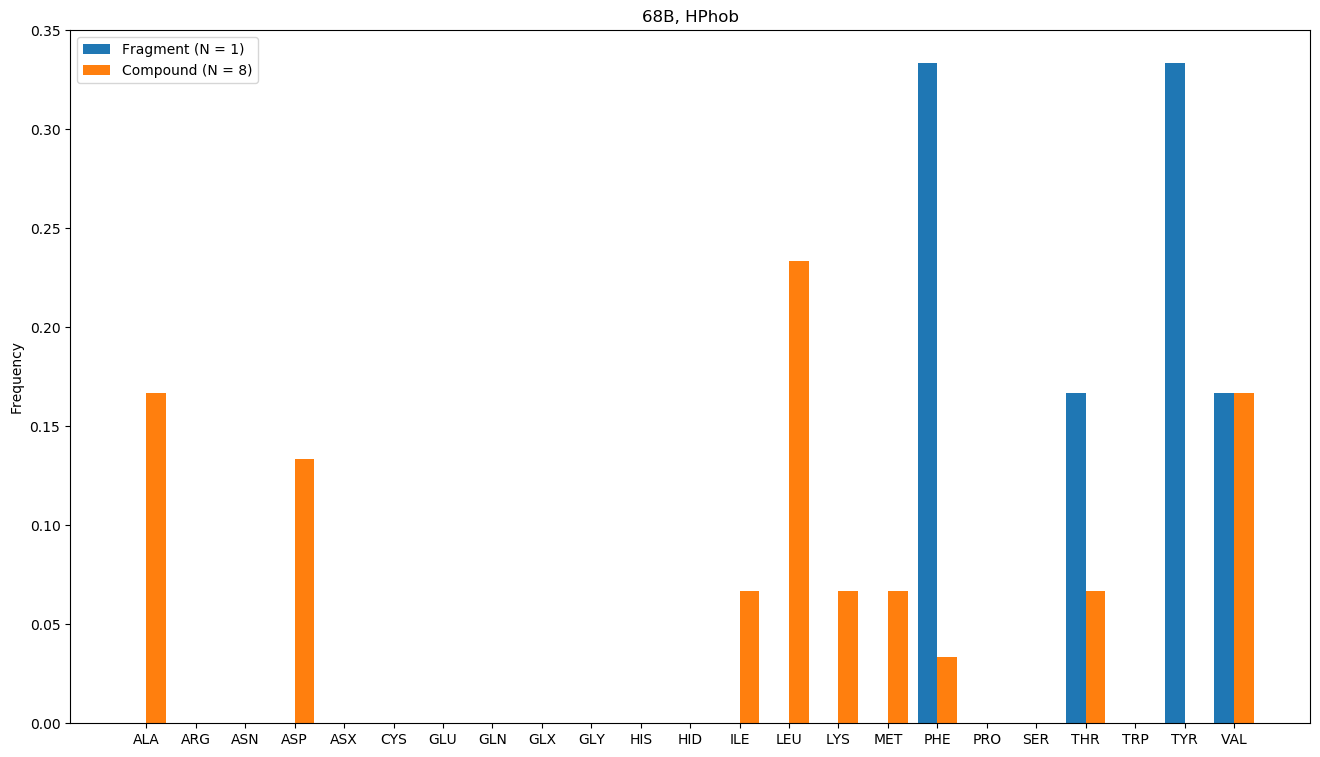 68B, HPhob
Fragment (N = 1)
Compound (N = 8)
Frequency
0.35
0.30
0.25
0.20
0.15
0.10
0.05
0.00
ALA ARG ASN ASP ASX CYS GLU GLN GLX GLY HIS HID ILE LEU LYS MET PHE PRO SER THR TRP TYR VAL